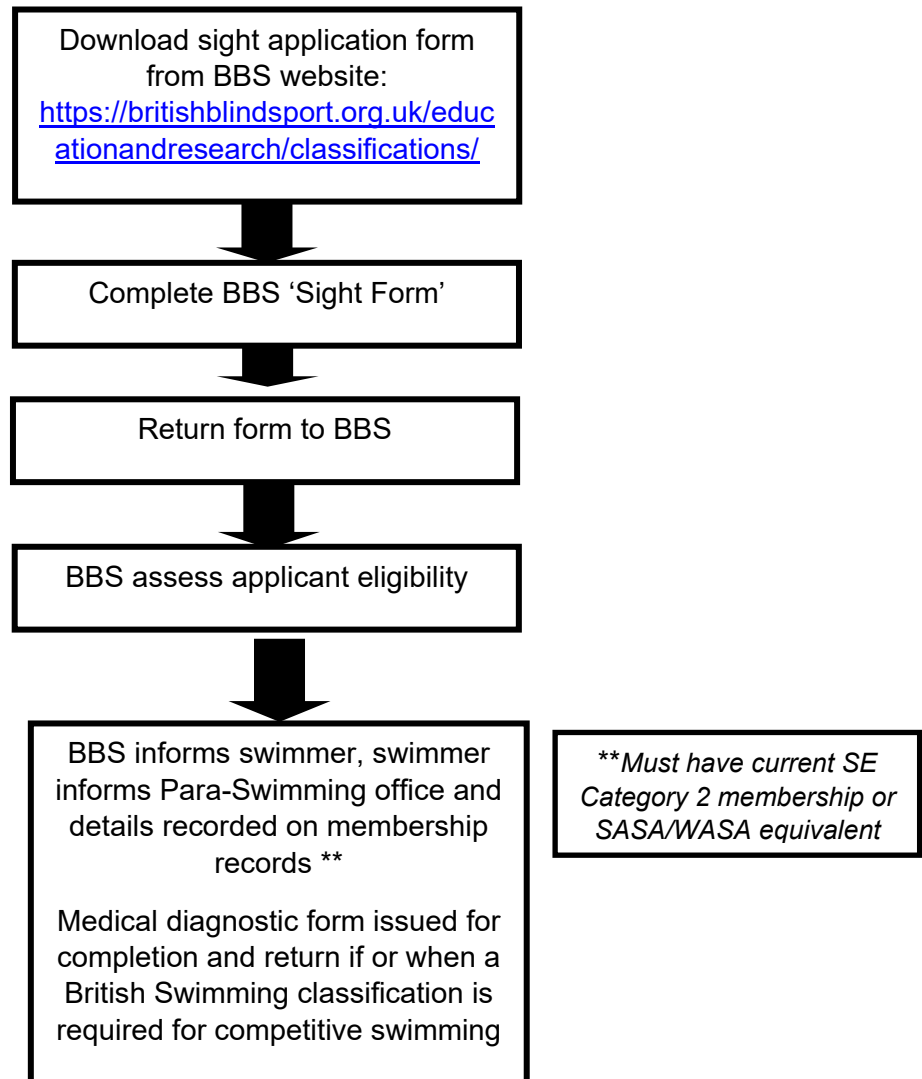 Download sight application form
from BBS website:
https://britishblindsport.org.uk/educ
ationandresearch/classifications/
Complete BBS ‘Sight Form’
Return form to BBS
BBS assess applicant eligibility
BBS informs swimmer, swimmer
informs Para-Swimming office and
details recorded on membership
records **
Medical diagnostic form issued for
completion and return if or when a
British Swimming classification is
required for competitive swimming
**Must have current SE
Category 2 membership or
SASA/WASA equivalent